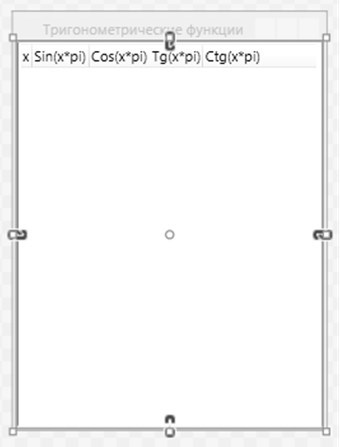 Тригонометрические функции
x Sin(x*pi) Cos(x*pi) Tg(x*pi) Ctg(x*pi)